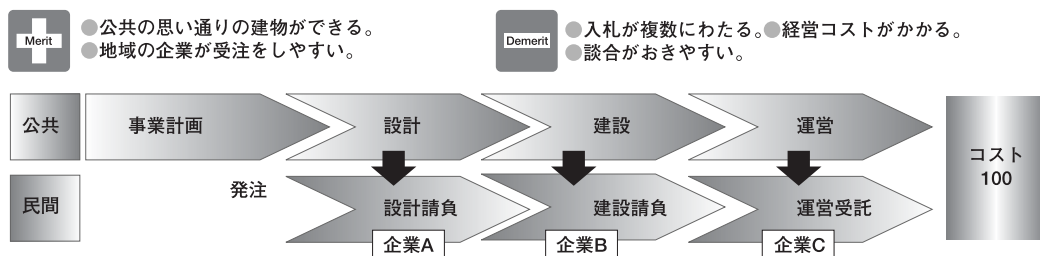 Merit
●公共の思い通りの建物ができる。
●地域の企業が受注をしやすい。
Demerit
●入札が複数にわたる。●経営コストがかかる。
●談合がおきやすい。
公共
事業計画
設計
建設
運営
コスト
100
民間
発注
設計請負
建設請負
運営受託
企業A
企業B
企業C